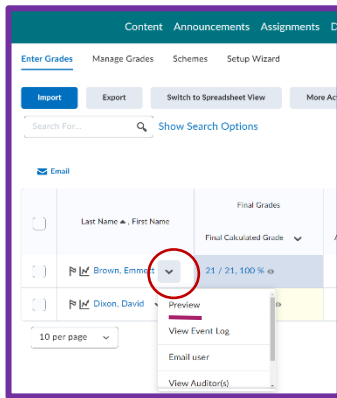 Content Announcements Assignments D
Enter Grades Manage Grades Schemes Setup Wizard
Import Export Switch to Spreadsheet View More Ac
Search For... Show Search Options
Email
Final Grades
Last Name , First Name
Final Calculated Grade A
Brown, Emmett 21 / 21, 100 %
Dixon, David
Preview
View Event Log
10 per page
Email user
View Auditor(s)